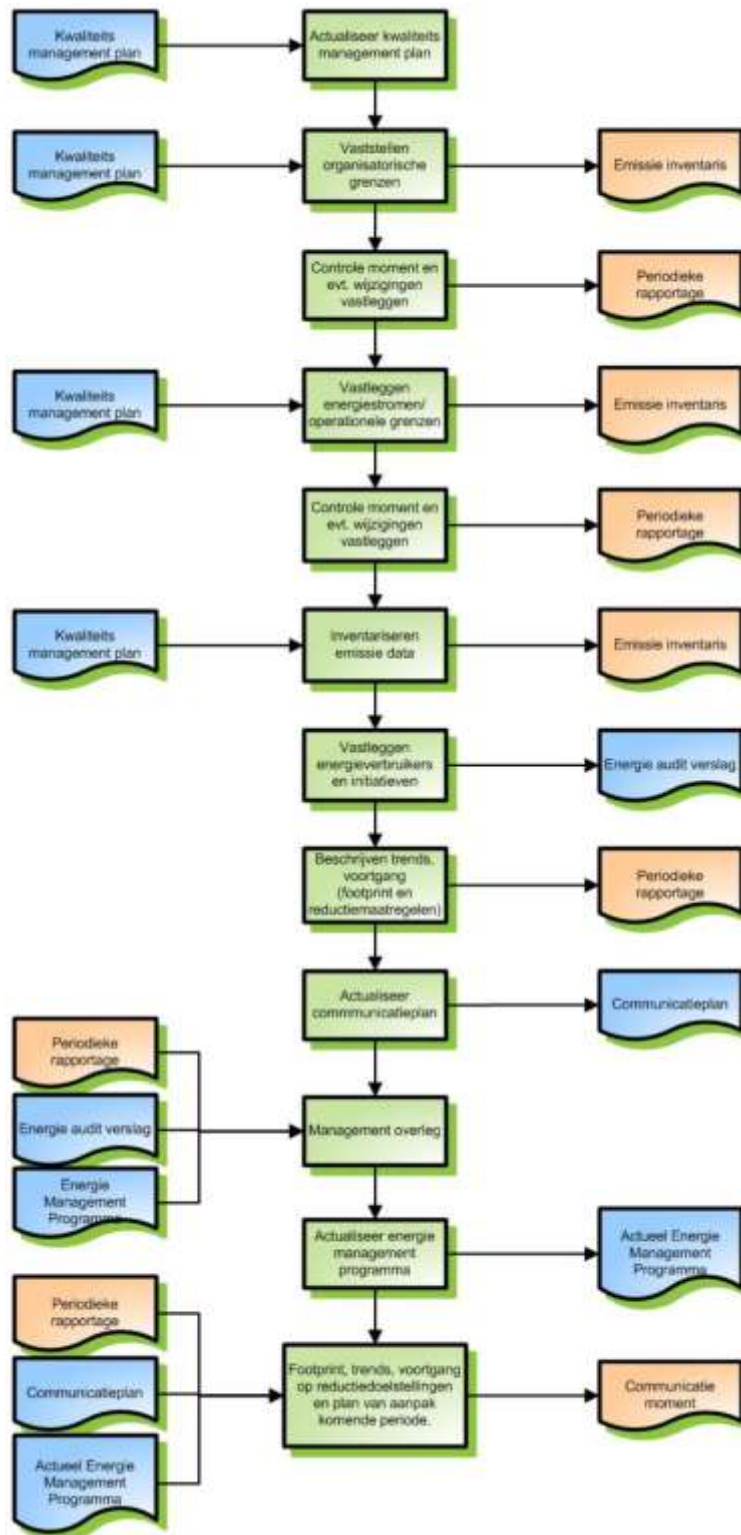 Kwaliteits
management plan
Actualiseer kwaliteits
management plan
Kwaliteits
management plan
Vaststellen
organisatorische
grenzen
Emissie inventaris
Controle moment en
evt. wijzigingen
vastleggen
Periodieke
rapportage
Kwaliteits
management plan
Vastleggen
energiestromen/
operationele grenzen
Emissie inventaris
Controle moment en
evt. wijzigingen
vastleggen
Periodieke
rapportage
Kwaliteits
management plan
Inventariseren
emissie data
Emissie inventaris
Vastleggen
energieverbruikers
en initiatieven
Energie audit verslag
Beschrijven trends,
voortgang
(footprint en
reductiemaatregelen)
Periodieke
rapportage
Actualiseer
commmunicatieplan
Communicatieplan
Periodieke
rapportage
Energie audit verslag
Energie
Management
Programma
Management overleg
Actualiseer energie
management
programma
Actueel Energie
Management
Programma
Periodieke
rapportage
Communicatieplan
Actueel Energie
Management
Programma
Footprint, trends, voortgang
op reductiedoelstellingen
en plan van aanpak
komende periode.
Communicatie
moment